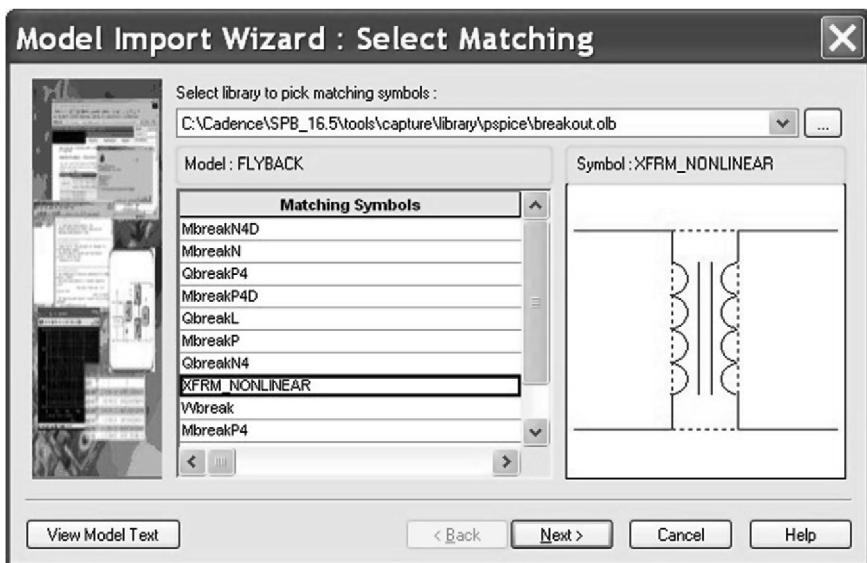 Model Import Wizard : Select Matching
Select library to pick matching symbols :
C:\Cadence\SPB_16.5\tools\capture\library\pspice\breakout.olb
...
Model : FLYBACK
Symbol : XFRM_NONLINEAR
Matching Symbols
MbreakN4D
MbreakN
QbreakP4
MbreakP4D
QbreakL
MbreakP
QbreakN4
XFRM_NONLINEAR
Wbreak
MbreakP4
View Model Text
< Back
Next >
Cancel
Help